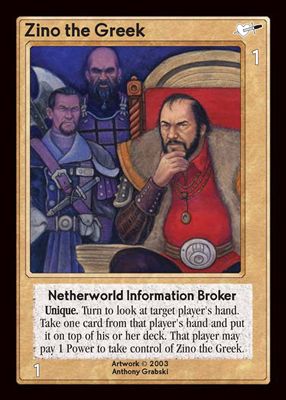 Zino the Greek
1
Netherworld Information Broker
Unique. Turn to look at target player's hand.
Take one card from that player's hand and put
it on top of his or her deck. That player may
pay 1 Power to take control of Zino the Greek.
Artwork © 2003
Anthony Grabski
1